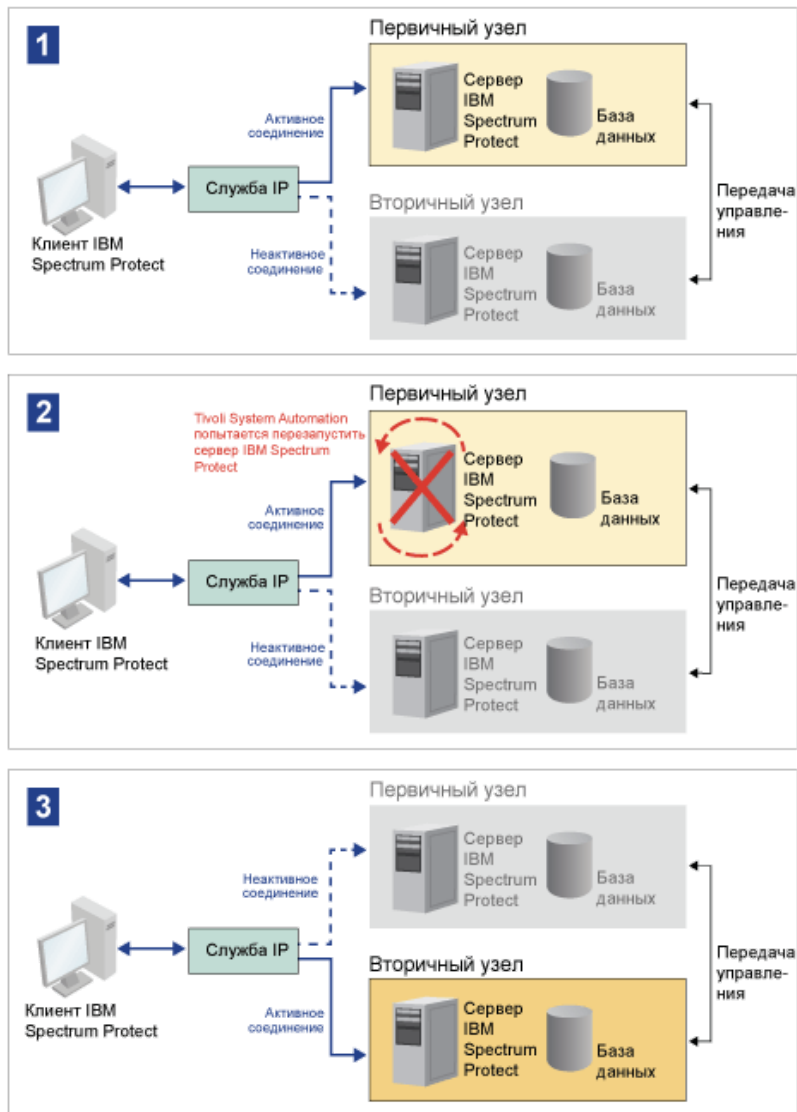 1
Первичный узел
Сервер
IBM
Spectrum
Protect
База
данных
Активное
соединение
Служба IP
Клиент IBM
Spectrum Protect
Неактивное
соединение
Вторичный узел
Сервер
IBM
Spectrum
Protect
База
данных
Передача
управле-
ния
2
Первичный узел
Tivoli System Automation
попытается перезапустить
сервер IBM Spectrum
Protect
Сервер
IBM
Spectrum
Protect
База
данных
Активное
соединение
Служба IP
Клиент IBM
Spectrum Protect
Неактивное
соединение
Вторичный узел
Сервер
IBM
Spectrum
Protect
База
данных
Передача
управле-
ния
3
Первичный узел
Сервер
IBM
Spectrum
Protect
База
данных
Неактивное
соединение
Служба IP
Клиент IBM
Spectrum Protect
Активное
соединение
Вторичный узел
Сервер
IBM
Spectrum
Protect
База
данных
Передача
управле-
ния